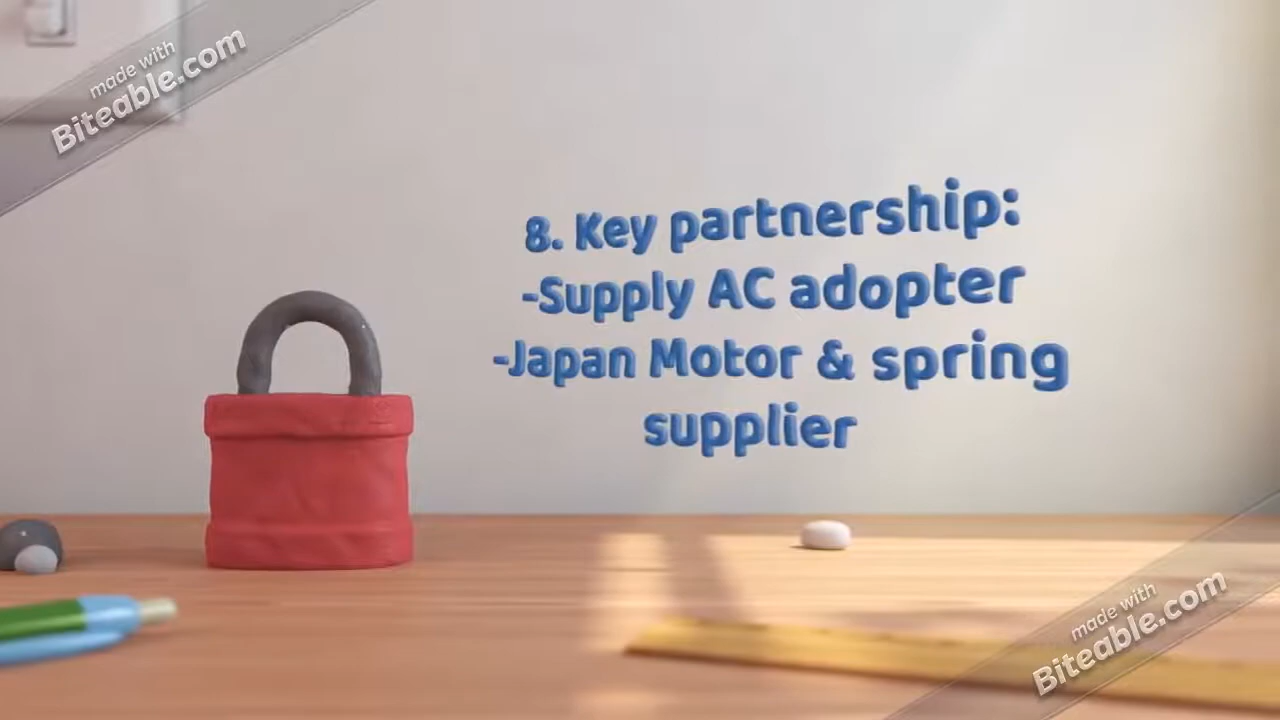 made with
Biteable.com
8. Key partnership:
-Supply AC adopter
-Japan Motor & spring
supplier
made with
Biteable.com